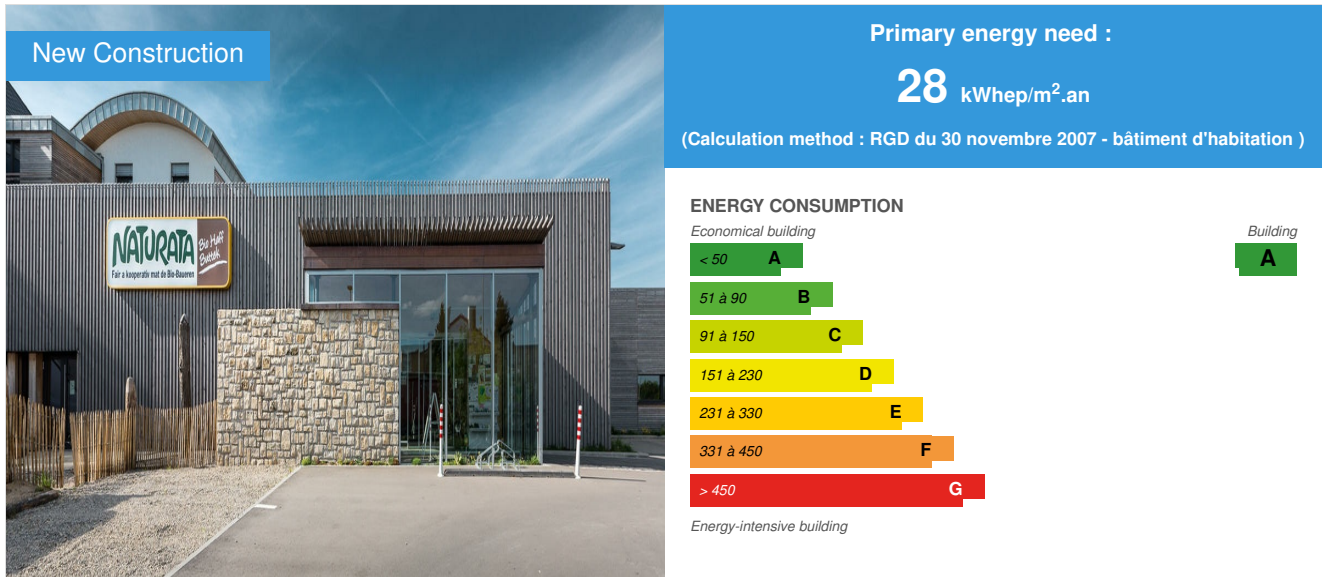 New Construction
NATURATA
Bio Haff
Buttek
Fair a kooperativ mat de Bio-Baueren
Primary energy need :
28 kWhep/m².an
(Calculation method : RGD du 30 novembre 2007 - bâtiment d'habitation )
ENERGY CONSUMPTION
Economical building
Building
< 50 A
A
51 à 90 B
91 à 150 C
151 à 230 D
231 à 330 E
331 à 450 F
> 450 G
Energy-intensive building